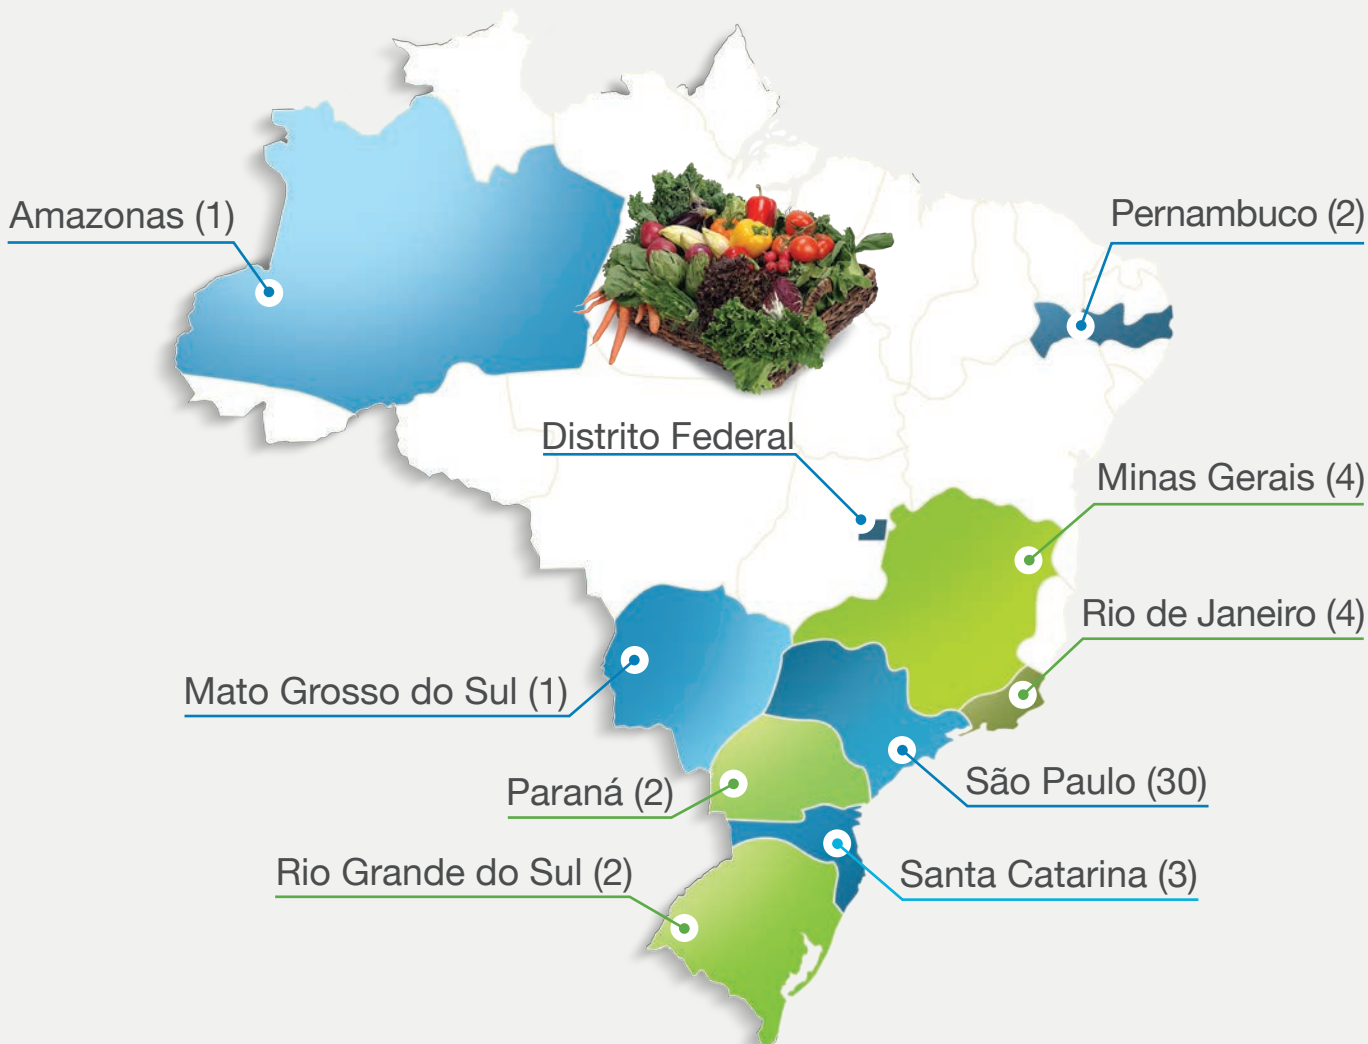 Amazonas (1)
Pernambuco (2)
Distrito Federal
Minas Gerais (4)
Rio de Janeiro (4)
Mato Grosso do Sul (1)
São Paulo (30)
Paraná (2)
Rio Grande do Sul (2)
Santa Catarina (3)